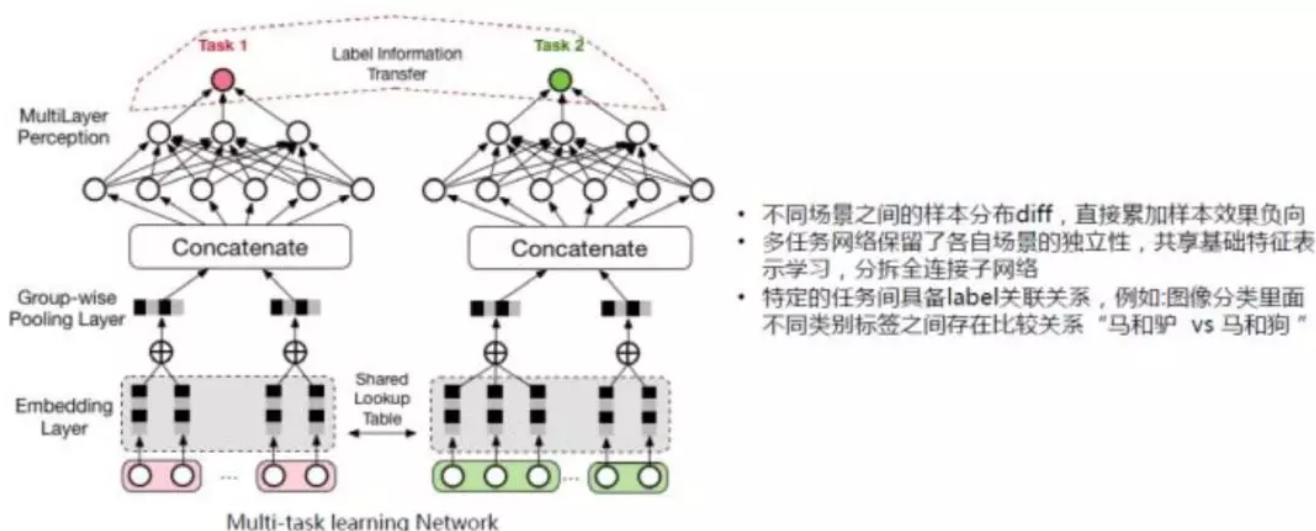 Task 1
Task 2
Label Information
Transfer
MultiLayer
Perception
Concatenate
Concatenate
Group-wise
Pooling Layer
Shared
Lookup
Table
Embedding
Layer
...
...
Multi-task learning Network
• 不同场景之间的样本分布diff，直接累加样本效果负向
• 多任务网络保留了各自场景的独立性，共享基础特征表
示学习，分拆全连接子网络
• 特定的任务间具备label关联关系，例如:图像分类里面
不同类别标签之间存在比较关系“马和驴 vs 马和狗 ”